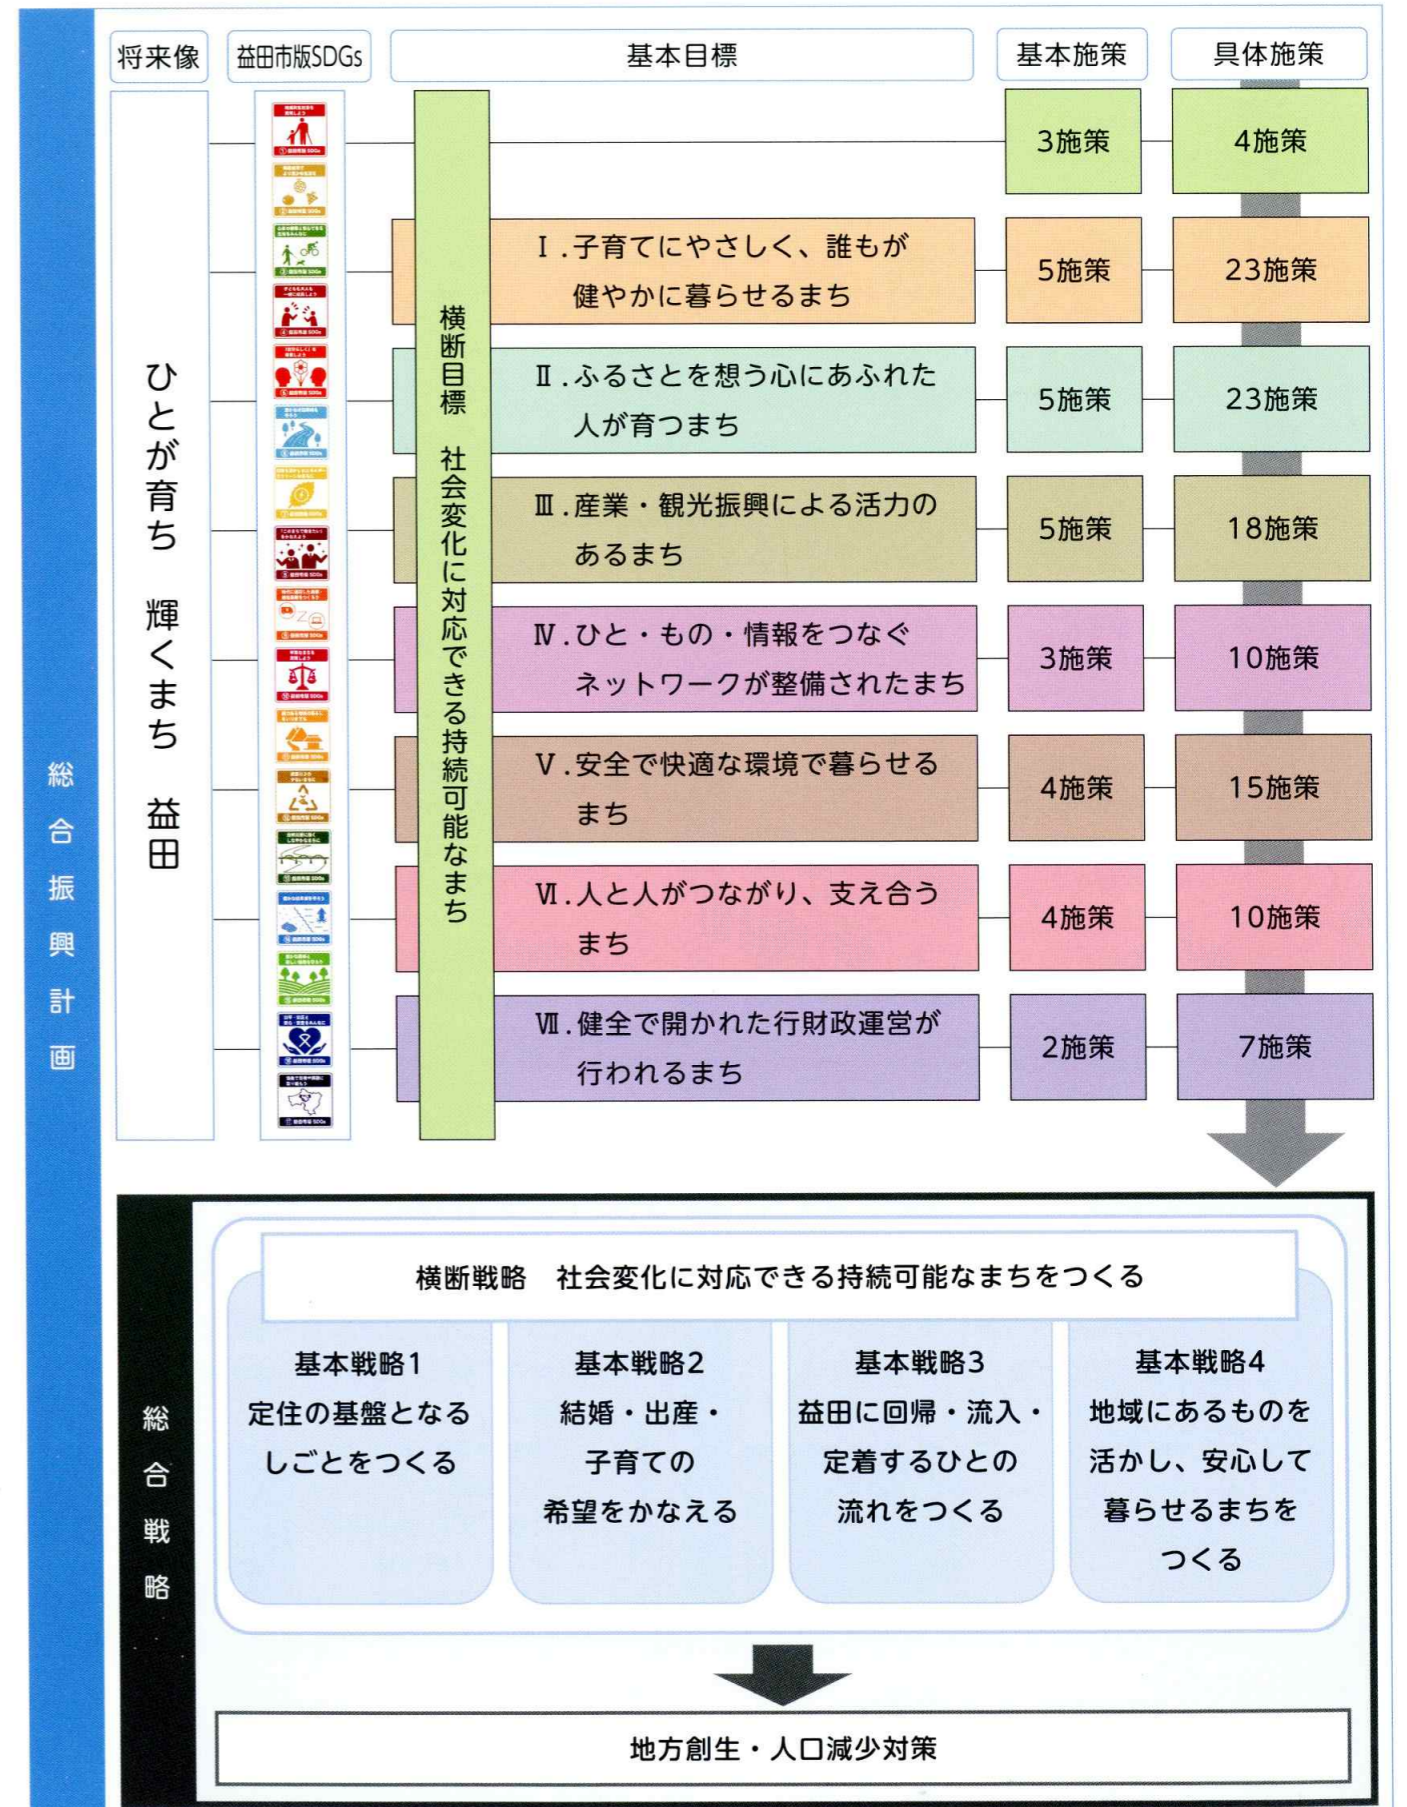 将来像
益田市版SDGs
基本目標
基本施策
具体施策
総合振興計画
ひとが育ち 輝くまち 益田
横断目標 社会変化に対応できる持続可能なまち
3施策
4施策
Ⅰ.子育てにやさしく、誰もが
健やかに暮らせるまち
5施策
23施策
Ⅱ.ふるさとを想う心にあふれた
人が育つまち
5施策
23施策
Ⅲ.産業・観光振興による活力の
あるまち
5施策
18施策
Ⅳ.ひと・もの・情報をつなぐ
ネットワークが整備されたまち
3施策
10施策
Ⅴ.安全で快適な環境で暮らせる
まち
4施策
15施策
Ⅵ.人と人がつながり、支え合う
まち
4施策
10施策
Ⅶ.健全で開かれた行財政運営が
行われるまち
2施策
7施策
総合戦略
横断戦略 社会変化に対応できる持続可能なまちをつくる
基本戦略1
定住の基盤となる
しごとをつくる
基本戦略2
結婚・出産・
子育ての
希望をかなえる
基本戦略3
益田に回帰・流入・
定着するひとの
流れをつくる
基本戦略4
地域にあるものを
活かし、安心して
暮らせるまちを
つくる
地方創生・人口減少対策